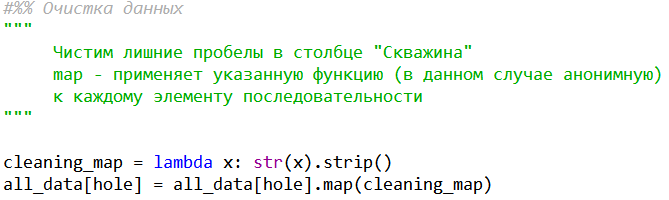 #%% Очистка данных
"""
Чистим лишние пробелы в столбце "Скважина"
map - применяет указанную функцию (в данном случае анонимную)
к каждому элементу последовательности
"""
cleaning_map = lambda x: str(x).strip()
all_data[hole] = all_data[hole].map(cleaning_map)